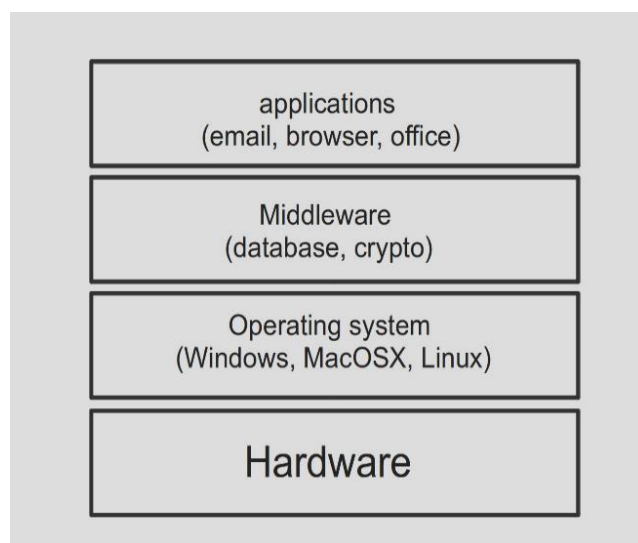 applications
(email, browser, office)
Middleware
(database, crypto)
Operating system
(Windows, MacOSX, Linux)
Hardware